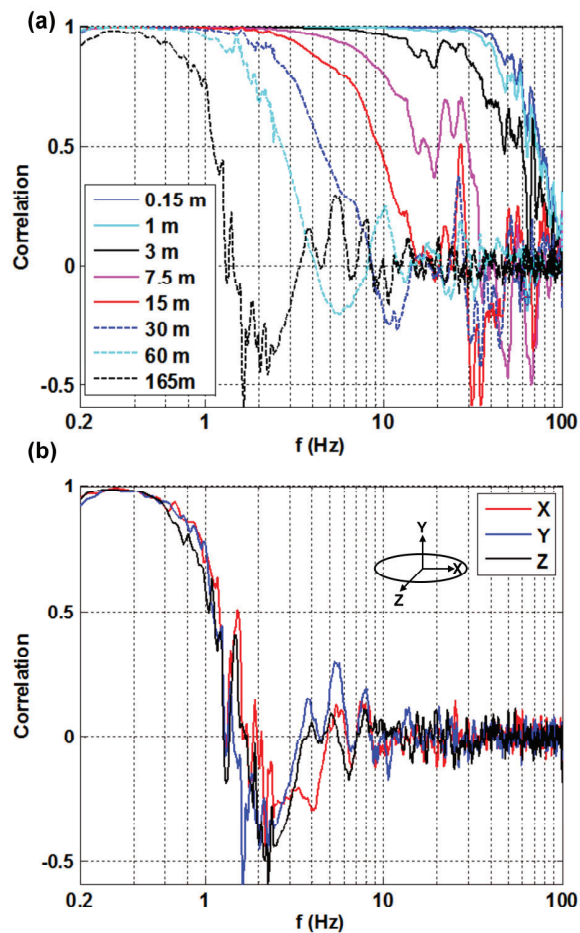 (a)
1
0.5
0
-0.5
Correlation
0.15 m
1 m
3 m
7.5 m
15 m
30 m
60 m
165m
0.2 1 10 100
f (Hz)
(b)
1
0.5
0
-0.5
Correlation
X
Y
Z
Y
X
Z
0.2 1 10 100
f (Hz)